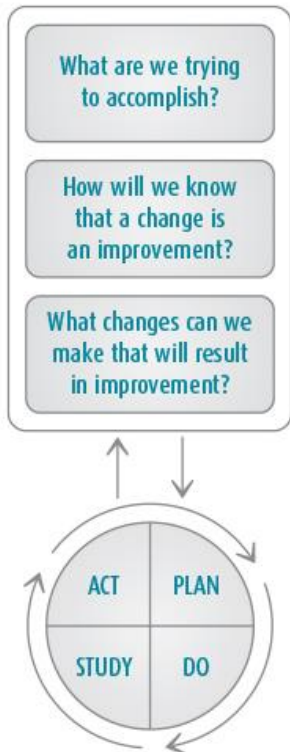 What are we trying
to accomplish?
How will we know
that a change is
an improvement?
What changes can we
make that will result
in improvement?
ACT
PLAN
STUDY
DO